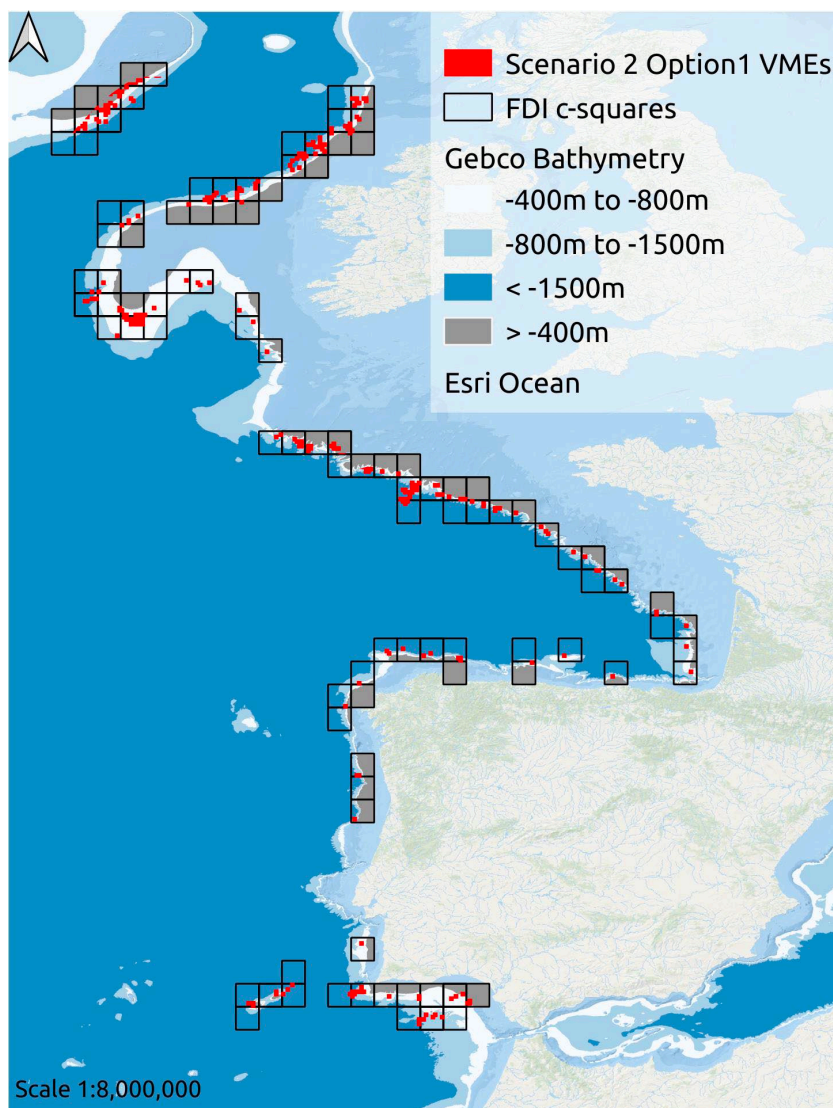 Scenario 2 Option1 VMEs
FDI c-squares
Gebco Bathymetry
-400m to -800m
-800m to -1500m
< -1500m
> -400m
Esri Ocean
Scale 1:8,000,000